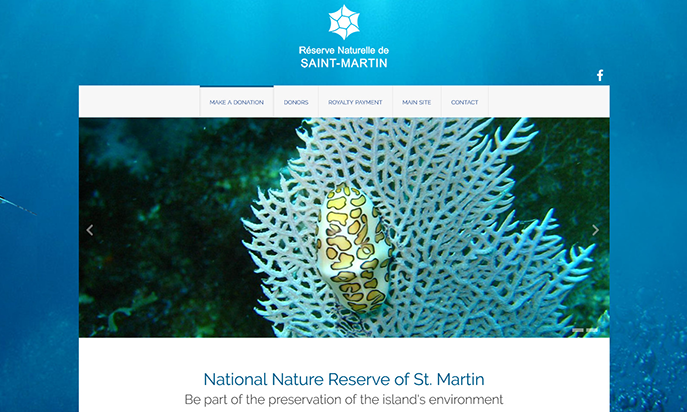 Réserve Naturelle de
SAINT-MARTIN
f
MAKE A DONATION
DONORS
ROYALTY PAYMENT
MAIN SITE
CONTACT
National Nature Reserve of St. Martin
Be part of the preservation of the island's environment